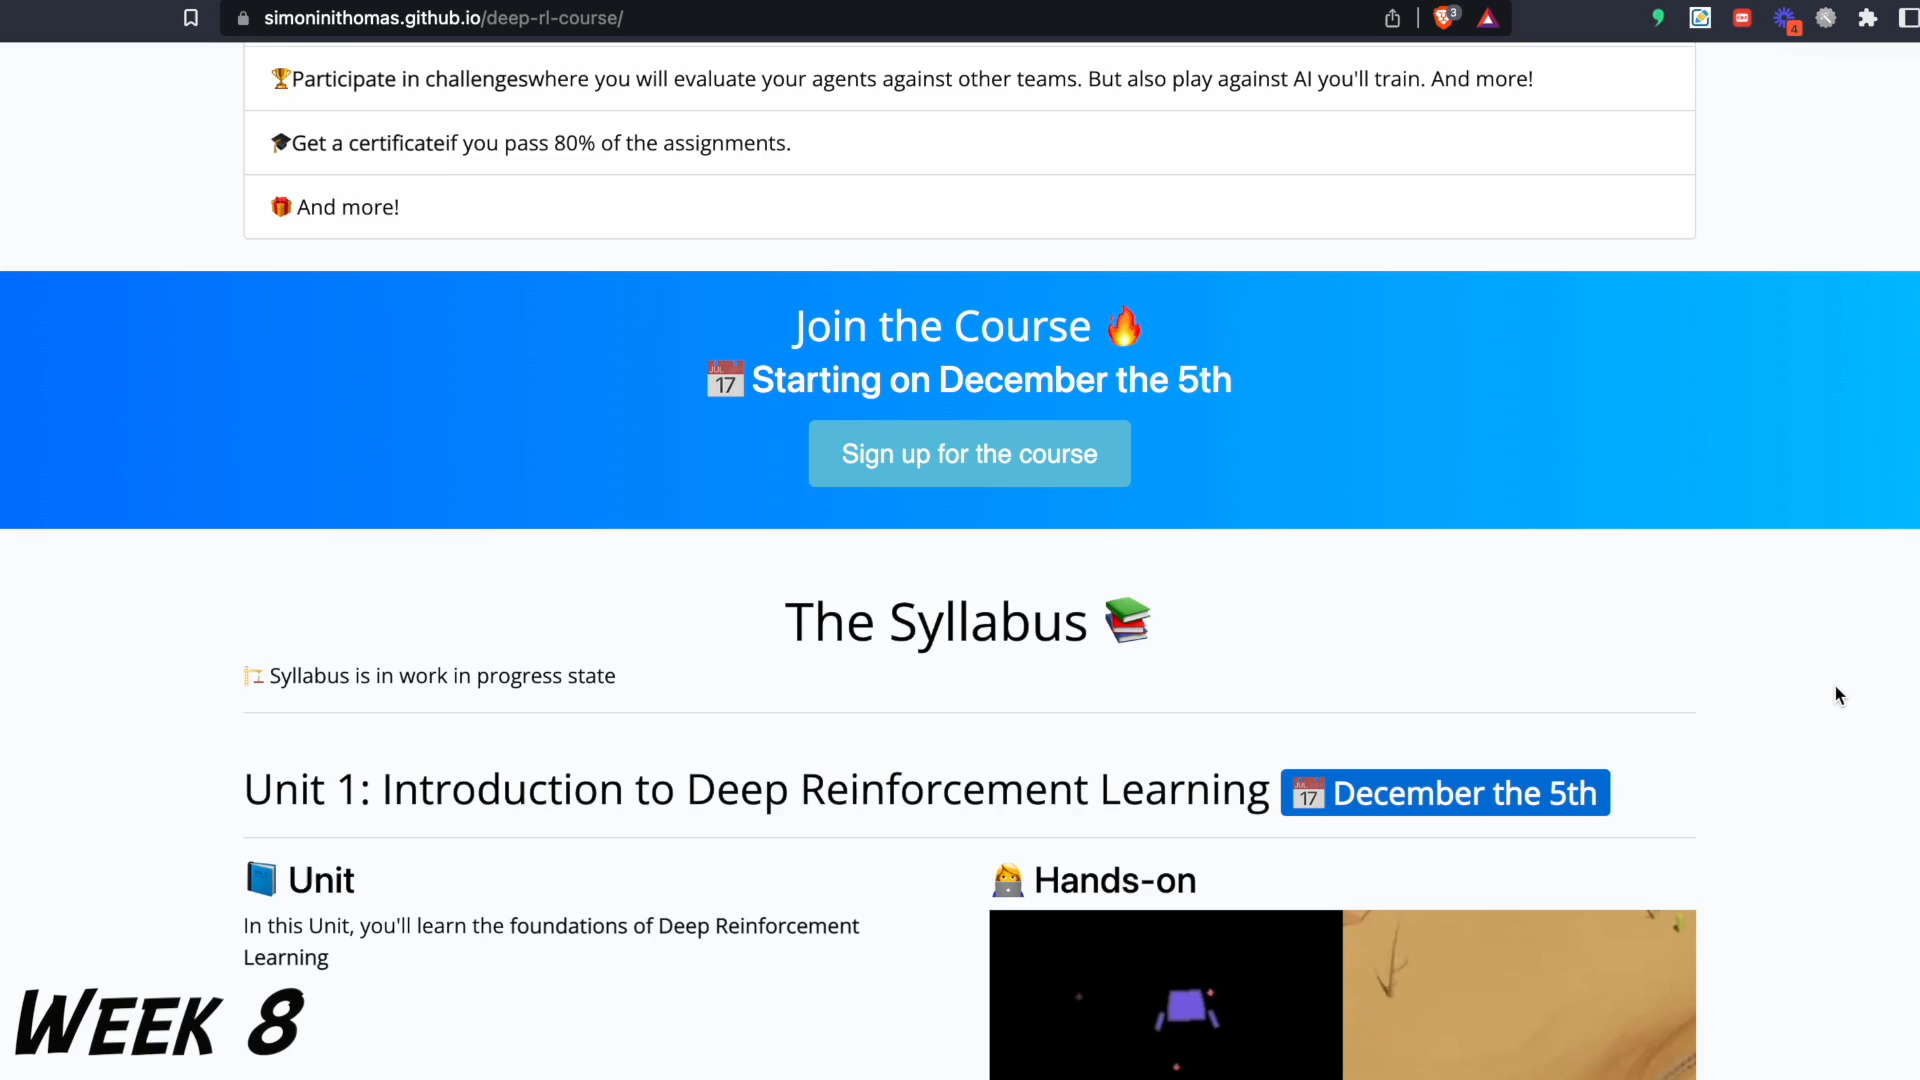 simoninithomas.github.io/deep-rl-course/
3
4
🏆Participate in challengeswhere you will evaluate your agents against other teams. But also play against AI you'll train. And more!
🎓Get a certificateif you pass 80% of the assignments.
🎁 And more!
Join the Course 🔥
📅 Starting on December the 5th
Sign up for the course
The Syllabus 📚
🏗 Syllabus is in work in progress state
Unit 1: Introduction to Deep Reinforcement Learning 📅 December the 5th
📘 Unit
In this Unit, you'll learn the foundations of Deep Reinforcement
Learning
👩‍💻 Hands-on
WEEK 8